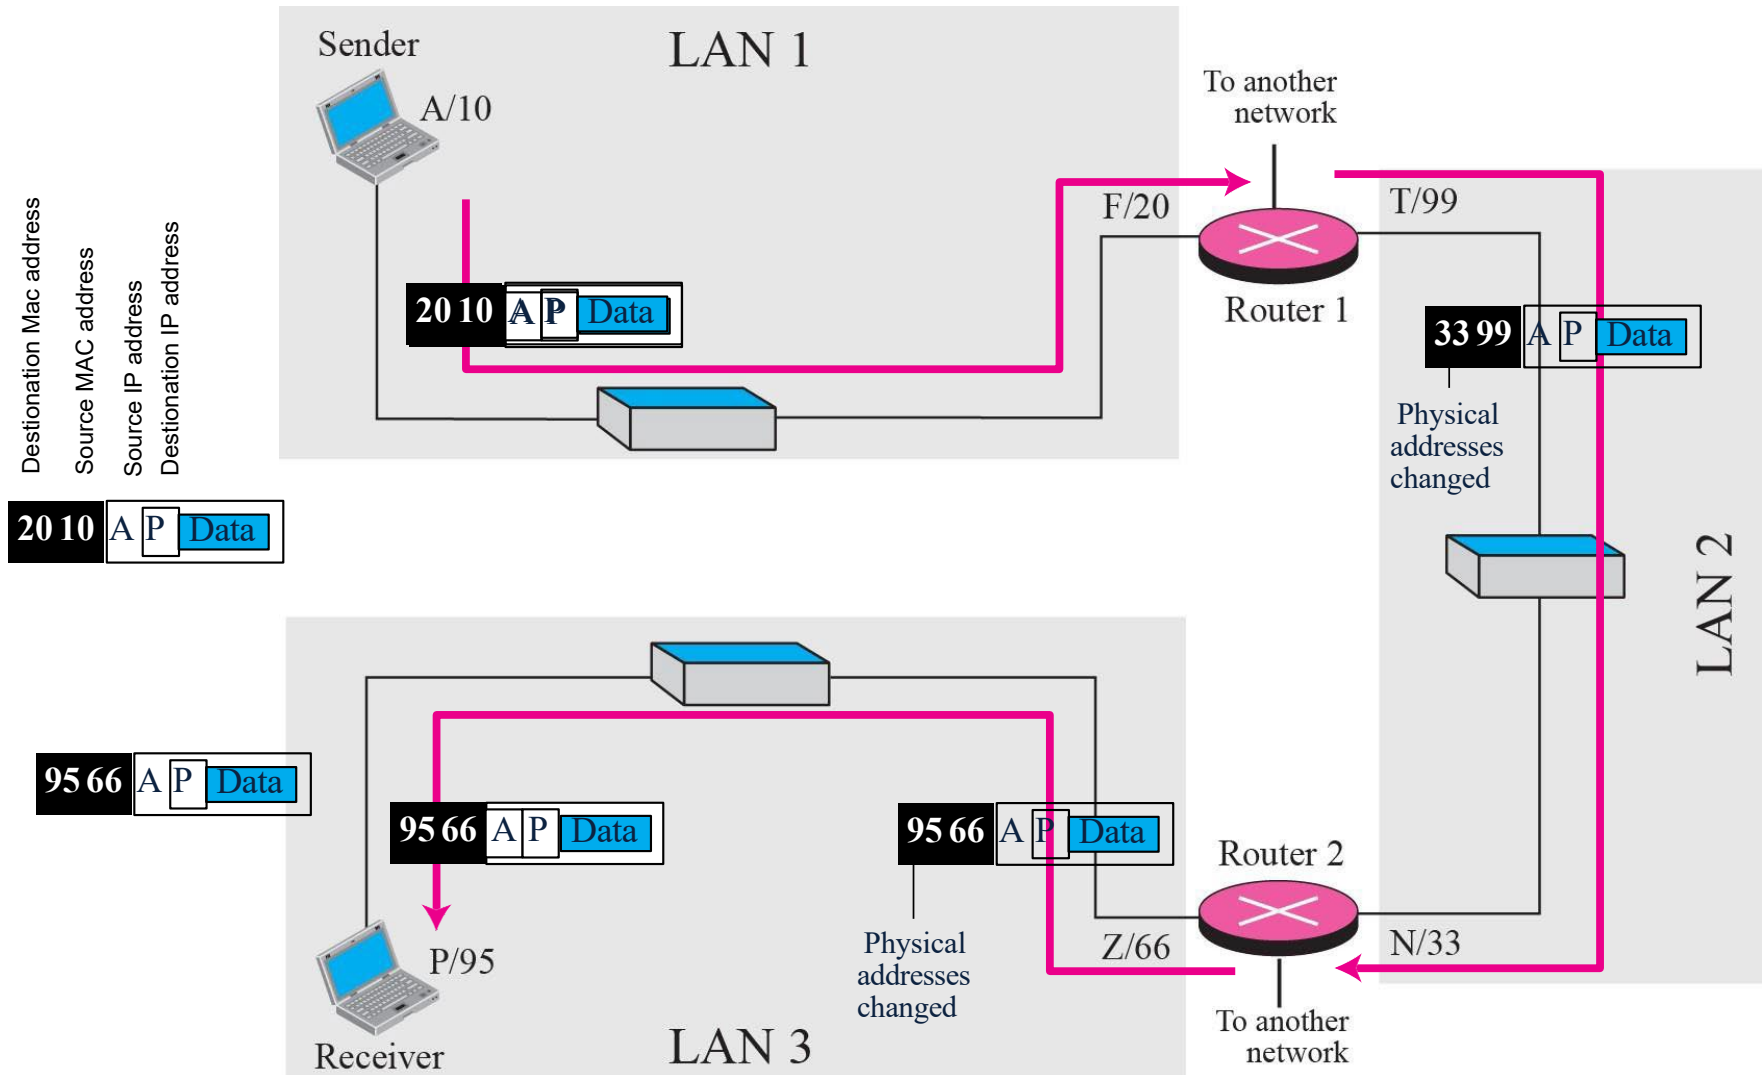 Sender
LAN 1
A/10
To another
network
F/20
T/99
Router 1
20 10 A P Data
33 99 A P Data
Physical
addresses
changed
Destionation Mac address
Source MAC address
Source IP address
Destionation IP address
20 10 A P Data
LAN 2
95 66 A P Data
95 66 A P Data
95 66 A P Data
Router 2
Physical
addresses
changed
Z/66
N/33
P/95
To another
network
Receiver
LAN 3